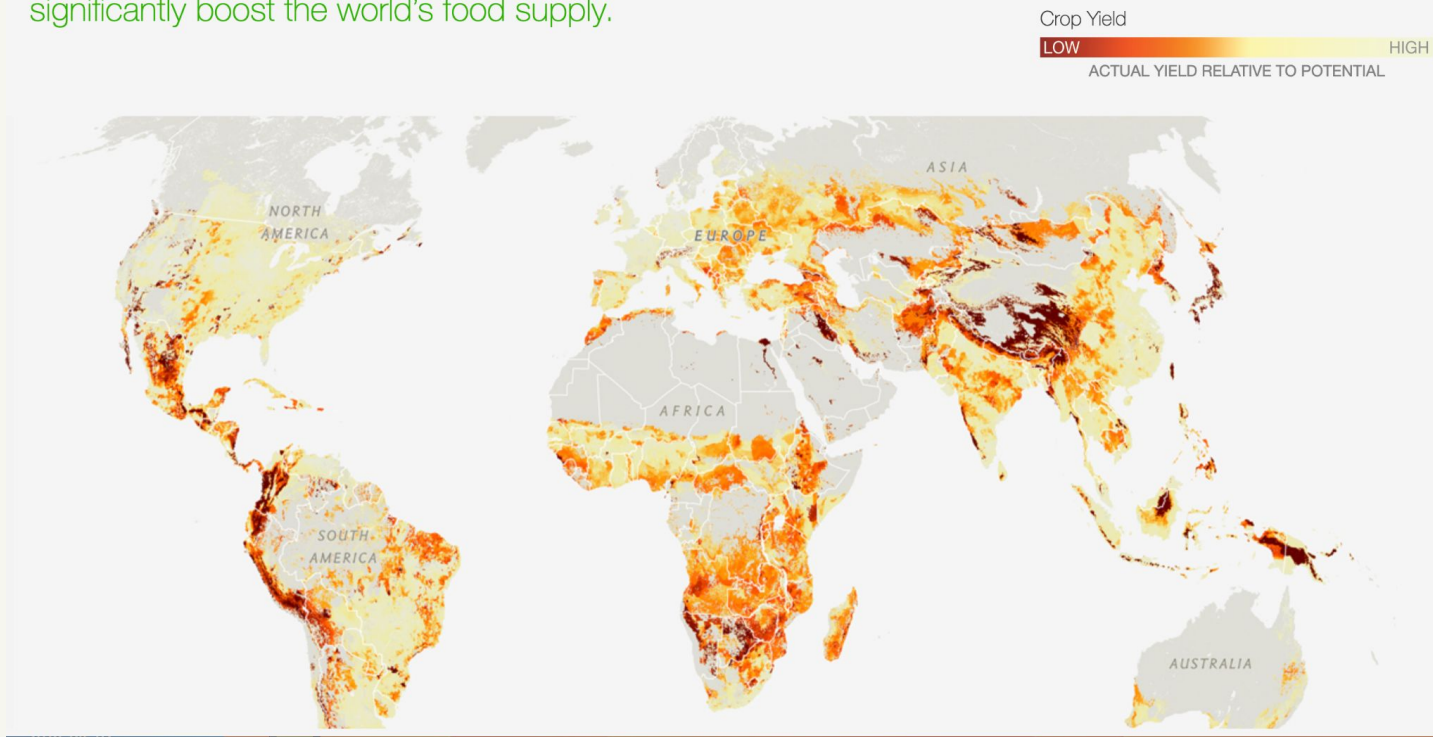 significantly boost the world's food supply.
Crop Yield
LOW
HIGH
ACTUAL YIELD RELATIVE TO POTENTIAL
ASIA
NORTH
AMERICA
EUROPE
AFRICA
SOUTH
AMERICA
AUSTRALIA